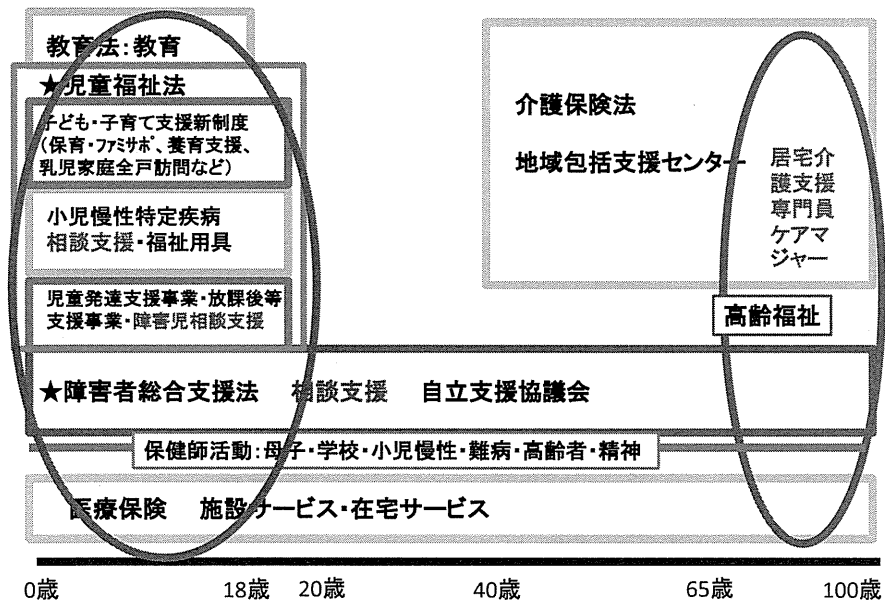 教育法:教育
★児童福祉法
子ども・子育て支援新制度
(保育・ファミサポ、養育支援、
乳児家庭全戸訪問など)
小児慢性特定疾病
相談支援・福祉用具
児童発達支援事業・放課後等
支援事業・障害児相談支援
介護保険法
地域包括支援センター
居宅介
護支援
専門員
ケアマ
ジャー
高齢福祉
★障害者総合支援法 相談支援 自立支援協議会
保健師活動:母子・学校・小児慢性・難病・高齢者・精神
医療保険 施設サービス・在宅サービス
0歳 18歳 20歳 40歳 65歳 100歳